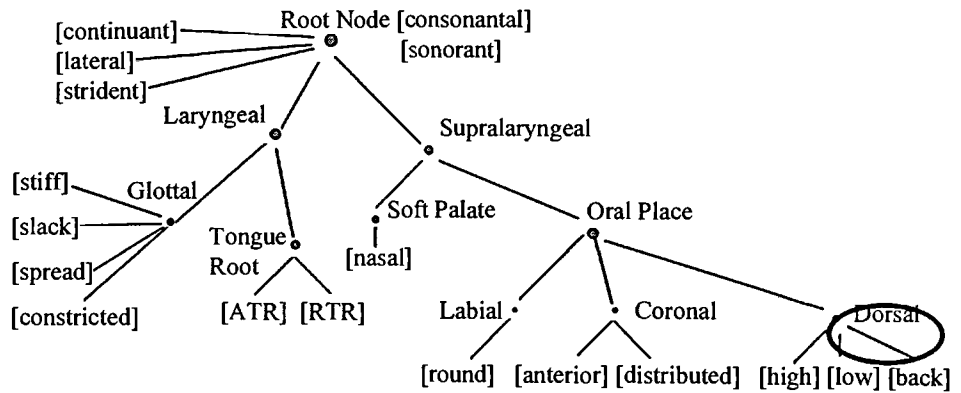 Root Node [consonantal]
[continuant]
[sonorant]
[lateral]
[strident]
Laryngeal
Supralaryngeal
[stiff]
Glottal
Soft Palate
Oral Place
[slack]
Tongue
Root
[nasal]
[spread]
[ATR] [RTR]
Labial
Coronal
Dorsal
[constricted]
[round] [anterior] [distributed] [high] [low] [back]